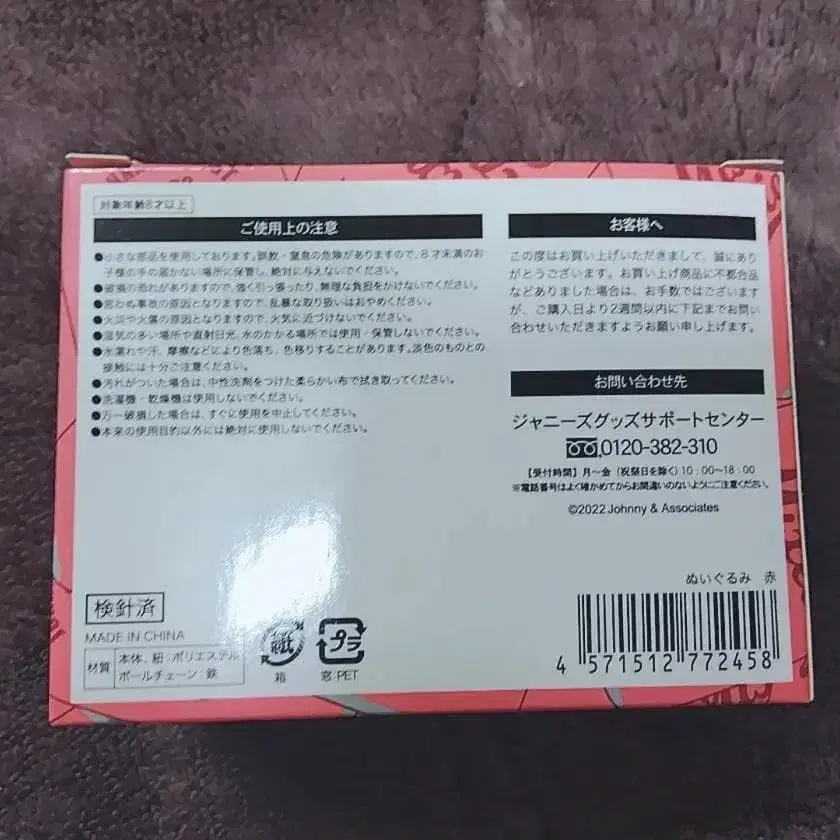 対象年齢8才以上
ご使用上の注意
●小さな部品を使用しております。誤飲・窒息の危険がありますので、8才未満のお
子様の手の届かない場所に保管し、絶対に与えないでください。
●破損の恐れがありますので、強く引っ張ったり、無理な負担をかけないでください。
●思わぬ事故の原因となりますので、乱暴な取り扱いはおやめください。
●火災や火傷の原因となりますので、火気に近づけないでください。
●湿気の多い場所や直射日光、水のかかる場所では使用・保管しないでください。
●水濡れや汗、摩擦などにより色落ち、色移りすることがあります。淡色のものとの
接触には十分ご注意ください。
●汚れがついた場合は、中性洗剤をつけた柔らかい布で拭き取ってください。
●洗濯機・乾燥機は使用しないでください。
●万一破損した場合は、すぐに使用を中止してください。
●本来の使用目的以外には絶対に使用しないでください。
お客様へ
この度はお買い上げいただきまして、誠にあり
がとうございます。お買い上げ商品に不都合品
などありました場合は、お手数ではございます
が、ご購入日より2週間以内に下記までお問い
合わせいただきますようお願い申し上げます。
お問い合わせ先
ジャニーズグッズサポートセンター
0120-382-310
【受付時間】月〜金(祝祭日を除く)10:00〜18:00
※電話番号はよく確かめてからお間違いのないようにご注意ください。
©2022 Johnny & Associates
検針済
MADE IN CHINA
材質
本体、紐:ポリエステル
ボールチェーン:鉄
紙
箱
プラ
窓:PET
ぬいぐるみ 赤
4 571512 772458